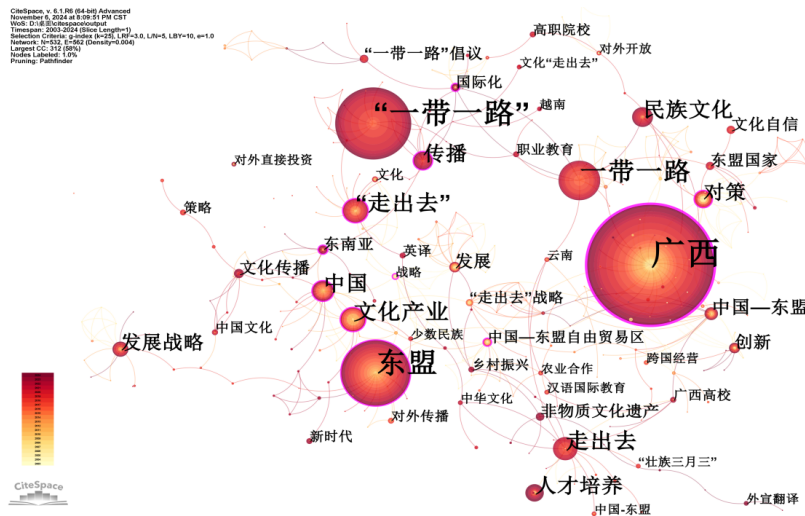 CiteSpace, v. 6.1.R6 (64-bit) Advanced
November 6, 2024 at 8:09:51 PM CST
WoS: D:\桌面\citespace\output
Timespan: 2003-2024 (Slice Length=1)
Selection Criteria: g-index (k=25), LRF=3.0, L/N=5, LBY=10, e=1.0
Network: N=532, E=562 (Density=0.004)
Largest CC: 312 (58%)
Nodes Labeled: 1.0%
Pruning: Pathfinder
高职院校
“一带一路”倡议
对外开放
文化“走出去”
国际化
“一带一路”
越南
民族文化
文化自信
传播
职业教育
对外直接投资
一带一路
东盟国家
文化
对策
“走出去”
策略
东南亚
英译
广西
云南
发展
文化传播
战略
中国
“走出去”战略
文化产业
中国—东盟
中国文化
少数民族
中国—东盟自由贸易区
发展战略
创新
东盟
跨国经营
乡村振兴
农业合作
汉语国际教育
广西高校
中华文化
非物质文化遗产
对外传播
新时代
走出去
“壮族三月三”
人才培养
外宣翻译
中国-东盟
CiteSpace